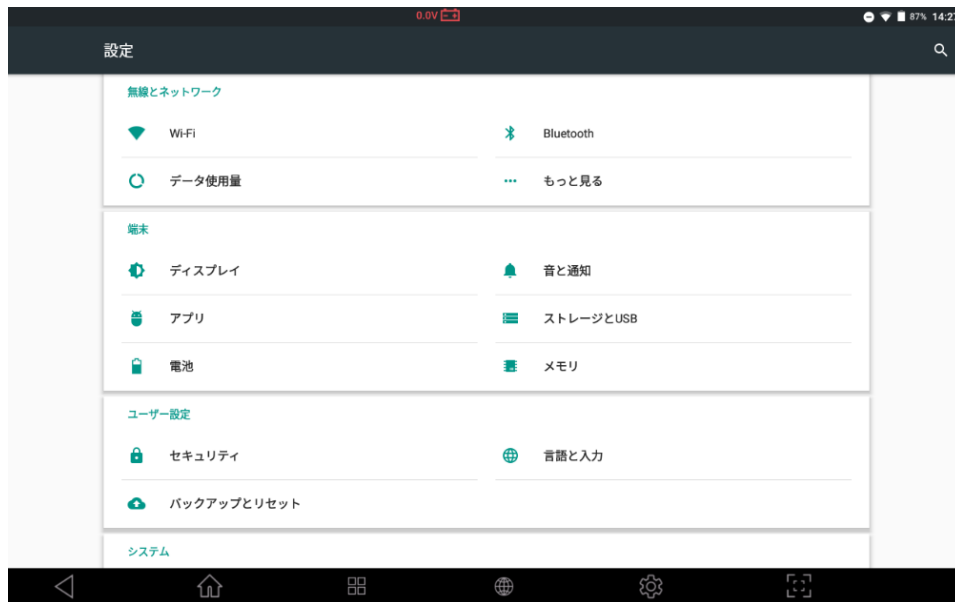 0.0V
87% 14:27
設定
無線とネットワーク
Wi-Fi
Bluetooth
データ使用量
もっと見る
端末
ディスプレイ
音と通知
アプリ
ストレージとUSB
電池
メモリ
ユーザー設定
セキュリティ
言語と入力
バックアップとリセット
システム